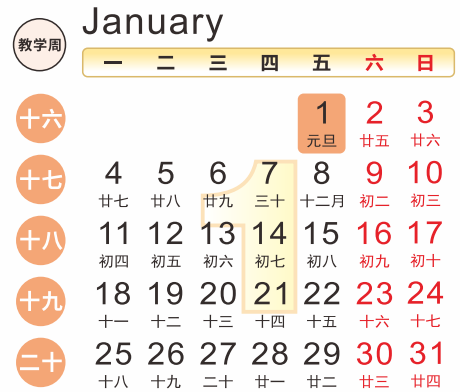 January
教学周 一 二 三 四 五 六 日
十六 1 2 3
元旦 廿五 廿六
十七 4 5 6 7 8 9 10
廿七 廿八 廿九 三十 十二月 初二 初三
十八 11 12 13 14 15 16 17
初四 初五 初六 初七 初八 初九 初十
十九 18 19 20 21 22 23 24
十一 十二 十三 十四 十五 十六 十七
二十 25 26 27 28 29 30 31
十八 十九 二十 廿一 廿二 廿三 廿四
1